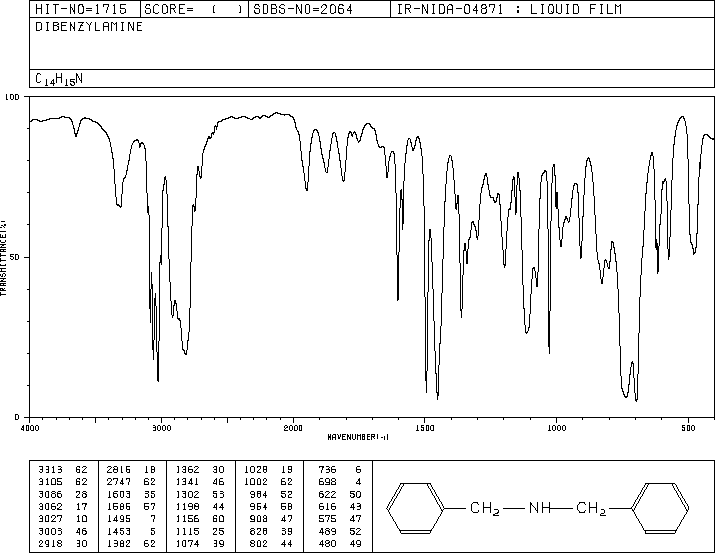 HIT-NO=1715 SCORE= ( ) SDBS-NO=2064 IR-NIDA-04871 : LIQUID FILM
DIBENZYLAMINE
C14H15N
100
50
0
TRANSMITTANCE(%)
4000 3000 2000 1500 1000 500
WAVENUMBER(-1)
3313 62 2816 18 1362 30 1028 19 736 6
3105 62 2747 62 1341 46 1002 62 698 4
3086 28 1603 35 1302 53 984 52 622 50
3062 17 1586 57 1198 44 954 58 616 43
3027 10 1495 7 1156 60 908 47 575 47
3003 46 1453 5 1115 25 828 39 489 52
2918 30 1382 62 1074 39 802 44 480 49
CH2 NH CH2